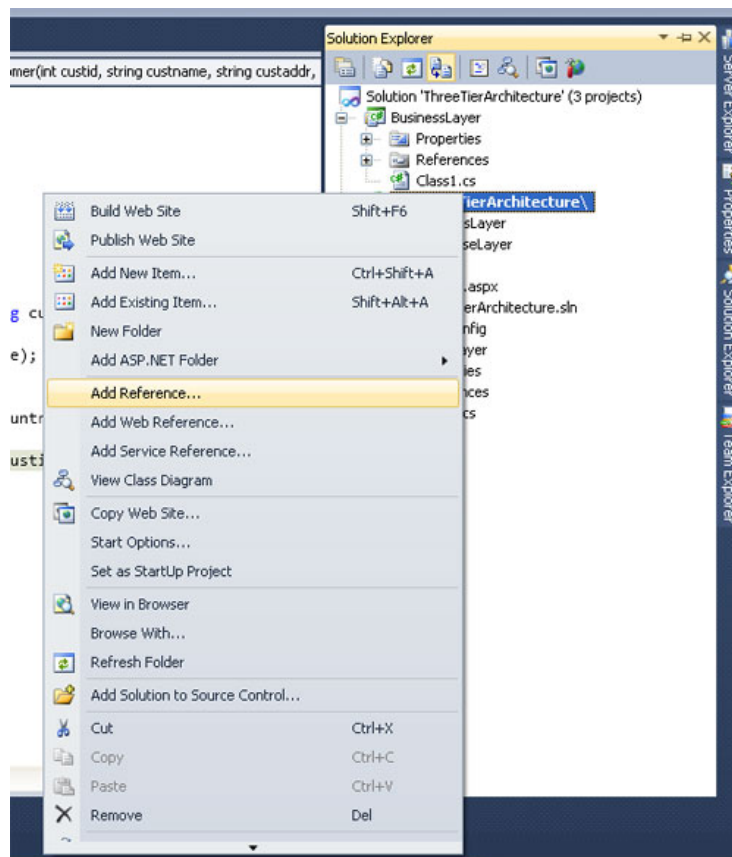 Solution Explorer
omer(int custid, string custname, string custaddr,
Solution 'ThreeTierArchitecture' (3 projects)
BusinessLayer
Properties
References
Class1.cs
TierArchitecture\
sLayer
seLayer
.aspx
erArchitecture.sln
nfig
ayer
ies
nces
cs
g cu
e);
untr
usti
Build Web Site Shift+F6
Publish Web Site
Add New Item... Ctrl+Shift+A
Add Existing Item... Shift+Alt+A
New Folder
Add ASP.NET Folder
Add Reference...
Add Web Reference...
Add Service Reference...
View Class Diagram
Copy Web Site...
Start Options...
Set as StartUp Project
View in Browser
Browse With...
Refresh Folder
Add Solution to Source Control...
Cut Ctrl+X
Copy Ctrl+C
Paste Ctrl+V
Remove Del
Server Explorer
Properties
Solution Explorer
Team Explorer